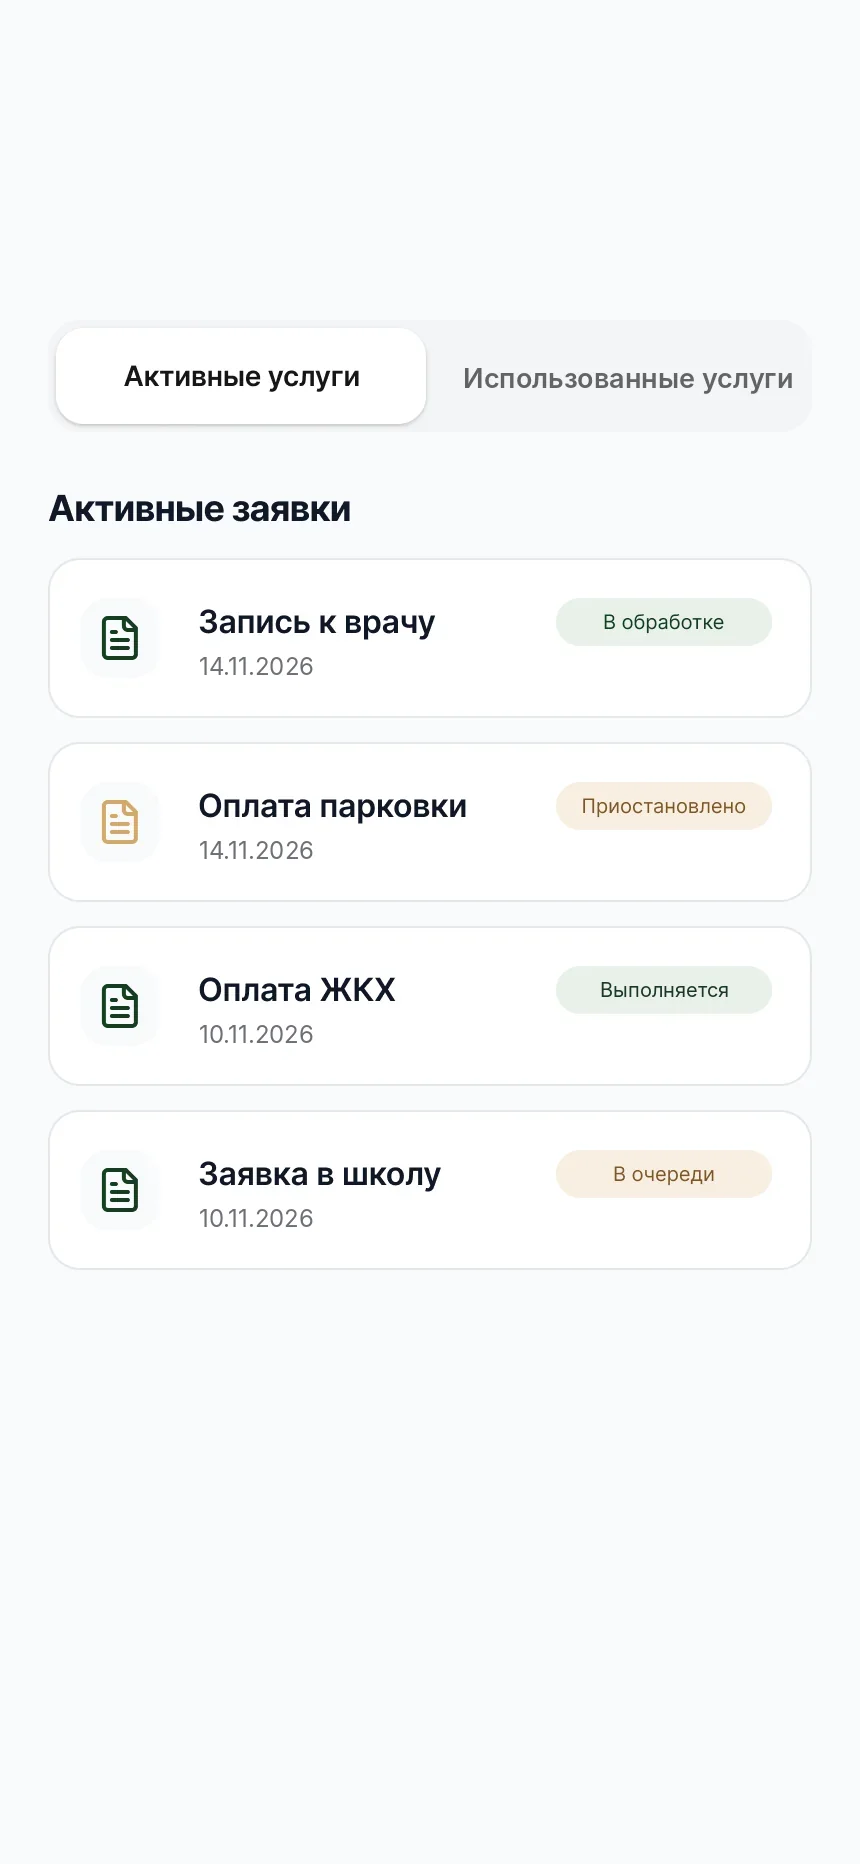 Активные услуги
Использованные услуги
Активные заявки
Запись к врачу
В обработке
14.11.2026
Оплата парковки
Приостановлено
14.11.2026
Оплата ЖКХ
Выполняется
10.11.2026
Заявка в школу
В очереди
10.11.2026